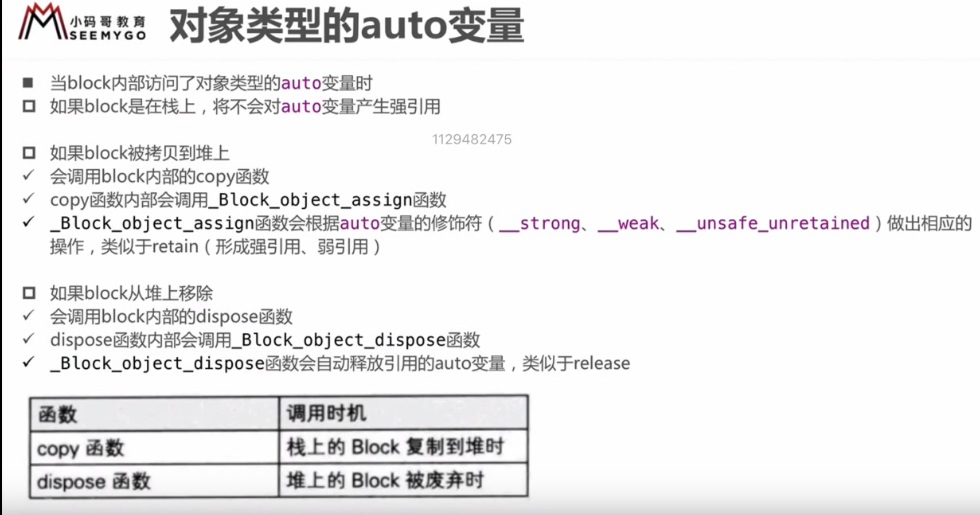 小码哥教育
SEEMYGO
对象类型的auto变量
当block内部访问了对象类型的auto变量时
如果block是在栈上，将不会对auto变量产生强引用
1129482475
如果block被拷贝到堆上
会调用block内部的copy函数
copy函数内部会调用_Block_object_assign函数
_Block_object_assign函数会根据auto变量的修饰符（__strong、__weak、__unsafe_unretained）做出相应的
操作，类似于retain（形成强引用、弱引用）
如果block从堆上移除
会调用block内部的dispose函数
dispose函数内部会调用_Block_object_dispose函数
_Block_object_dispose函数会自动释放引用的auto变量，类似于release
函数 调用时机
copy 函数 栈上的 Block 复制到堆时
dispose 函数 堆上的 Block 被废弃时